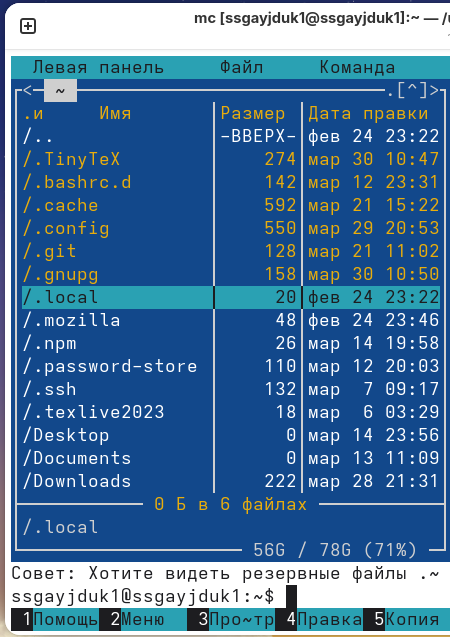 mc [ssgayjduk1@ssgayjduk1]:~ — /
Левая панель Файл Команда
<— ~ .[^]>
.и Имя Размер Дата правки
/.. -ВВЕРХ- фев 24 23:22
/.TinyTeX 274 мар 30 10:47
/.bashrc.d 142 мар 12 23:31
/.cache 592 мар 21 15:22
/.config 550 мар 29 20:53
/.git 128 мар 21 11:02
/.gnupg 158 мар 30 10:50
/.local 20 фев 24 23:22
/.mozilla 48 фев 24 23:46
/.npm 26 мар 14 19:58
/.password-store 110 мар 12 20:03
/.ssh 132 мар 7 09:17
/.texlive2023 18 мар 6 03:29
/Desktop 0 мар 14 23:56
/Documents 0 мар 13 11:09
/Downloads 222 мар 28 21:31
0 Б в 6 файлах
/.local
56G / 78G (71%)
Совет: Хотите видеть резервные файлы .~
ssgayjduk1@ssgayjduk1:~$
1Помощь 2Меню 3Про~тр 4Правка 5Копия